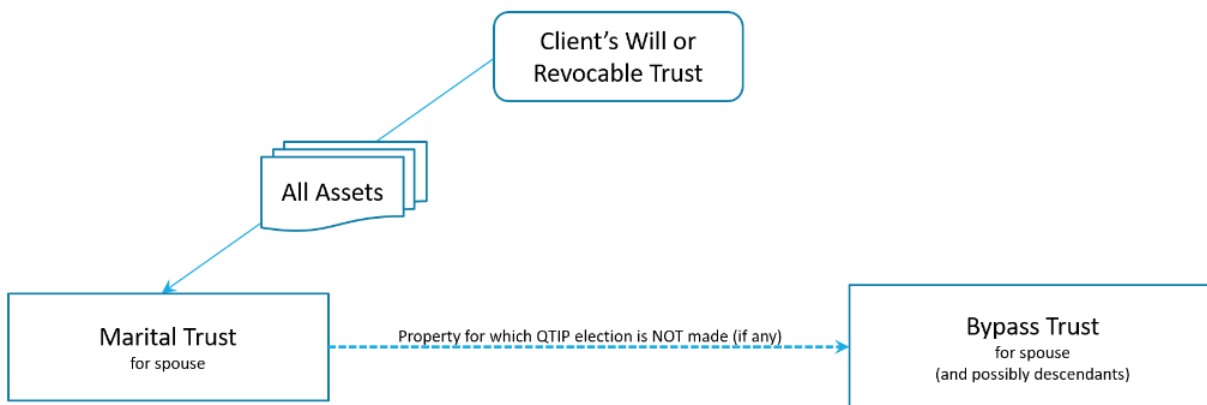 Client’s Will or
Revocable Trust
All Assets
Marital Trust
for spouse
Property for which QTIP election is NOT made (if any)
Bypass Trust
for spouse
(and possibly descendants)